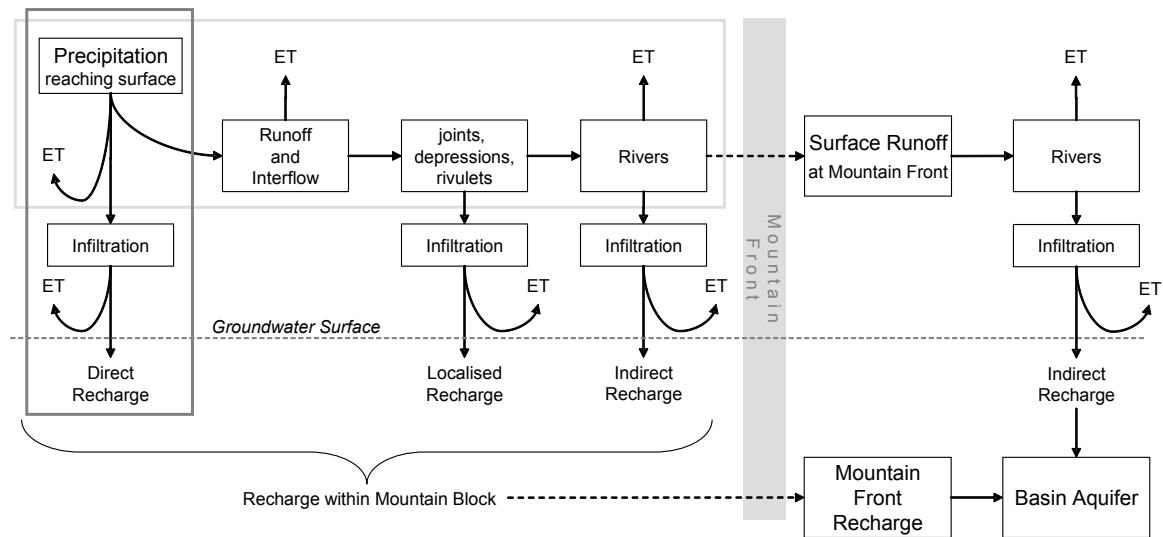 Precipitation
reaching surface
ET
ET
Runoff
and
Interflow
joints,
depressions,
rivulets
ET
Rivers
Surface Runoff
at Mountain Front
ET
Rivers
Infiltration
ET
Infiltration
ET
Infiltration
ET
Infiltration
ET
Mountain
Front
Groundwater Surface
Direct
Recharge
Localised
Recharge
Indirect
Recharge
Indirect
Recharge
Recharge within Mountain Block
Mountain
Front
Recharge
Basin Aquifer